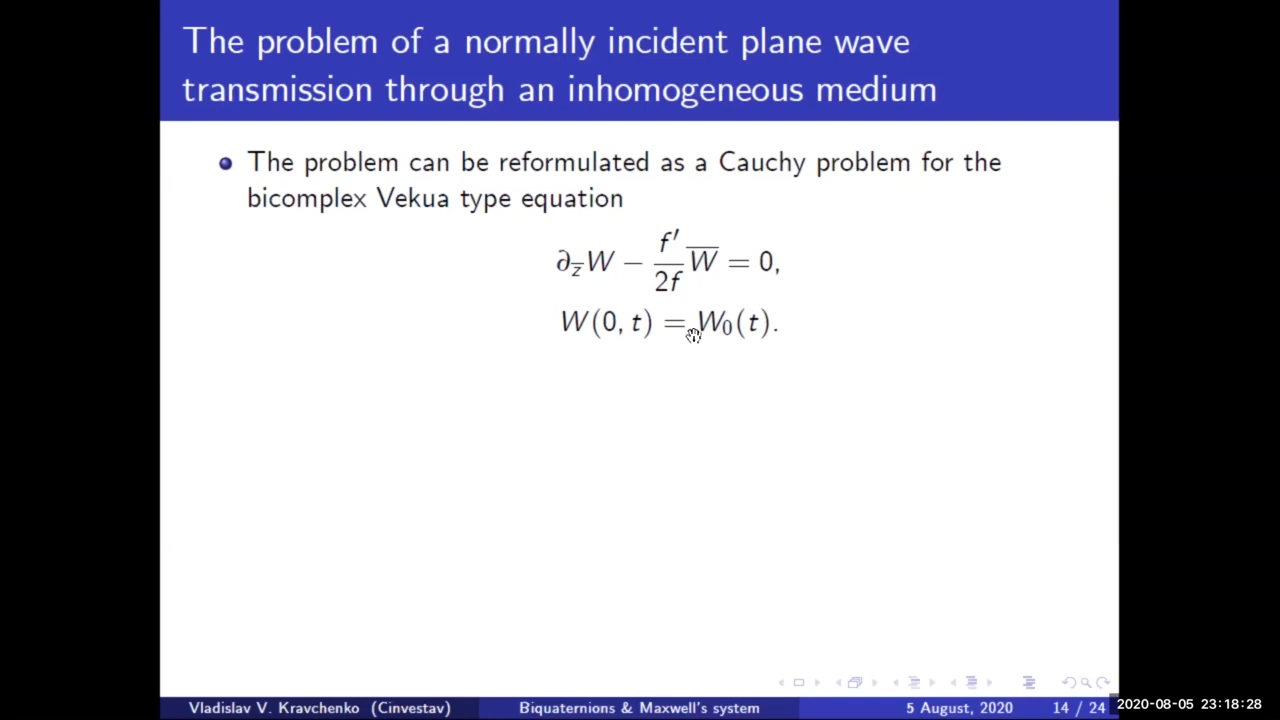 The problem of a normally incident plane wave
transmission through an inhomogeneous medium
The problem can be reformulated as a Cauchy problem for the
bicomplex Vekua type equation
∂_z̄ W − f′/2f W̅ = 0,
W(0, t) = W₀(t).
Vladislav V. Kravchenko (Cinvestav) Biquaternions & Maxwell's system 5 August, 2020 14 / 24
2020-08-05 23:18:28